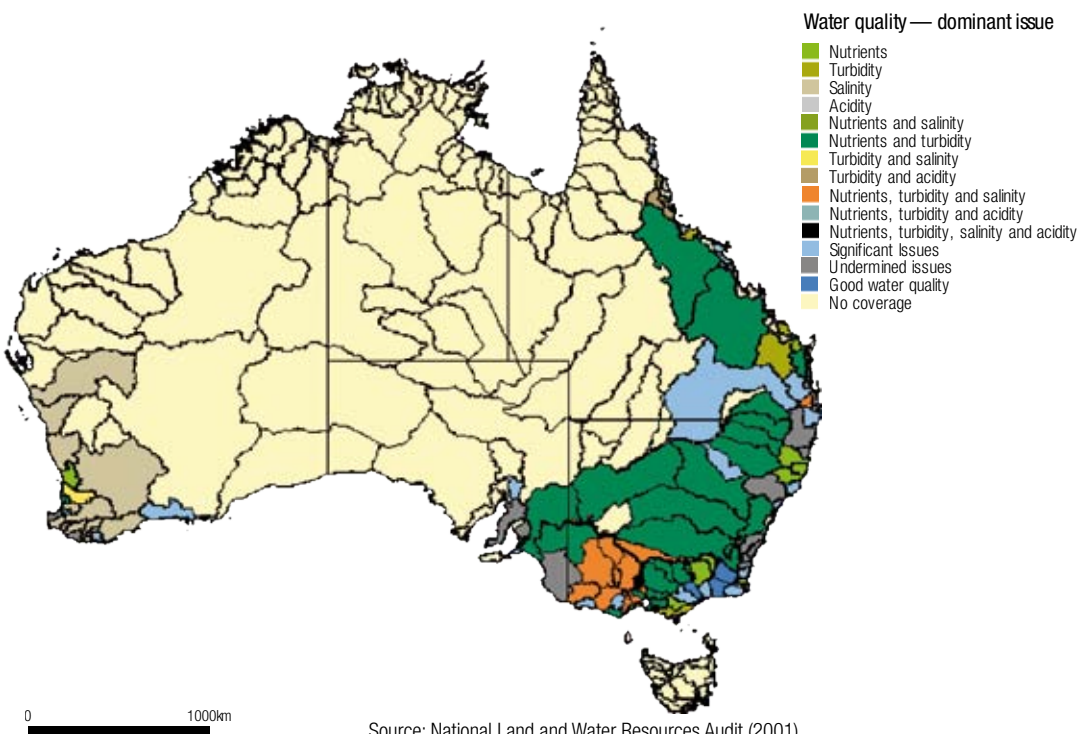 Water quality — dominant issue
Nutrients
Turbidity
Salinity
Acidity
Nutrients and salinity
Nutrients and turbidity
Turbidity and salinity
Turbidity and acidity
Nutrients, turbidity and salinity
Nutrients, turbidity and acidity
Nutrients, turbidity, salinity and acidity
Significant Issues
Undermined issues
Good water quality
No coverage
0 1000km
Source: National Land and Water Resources Audit (2001)